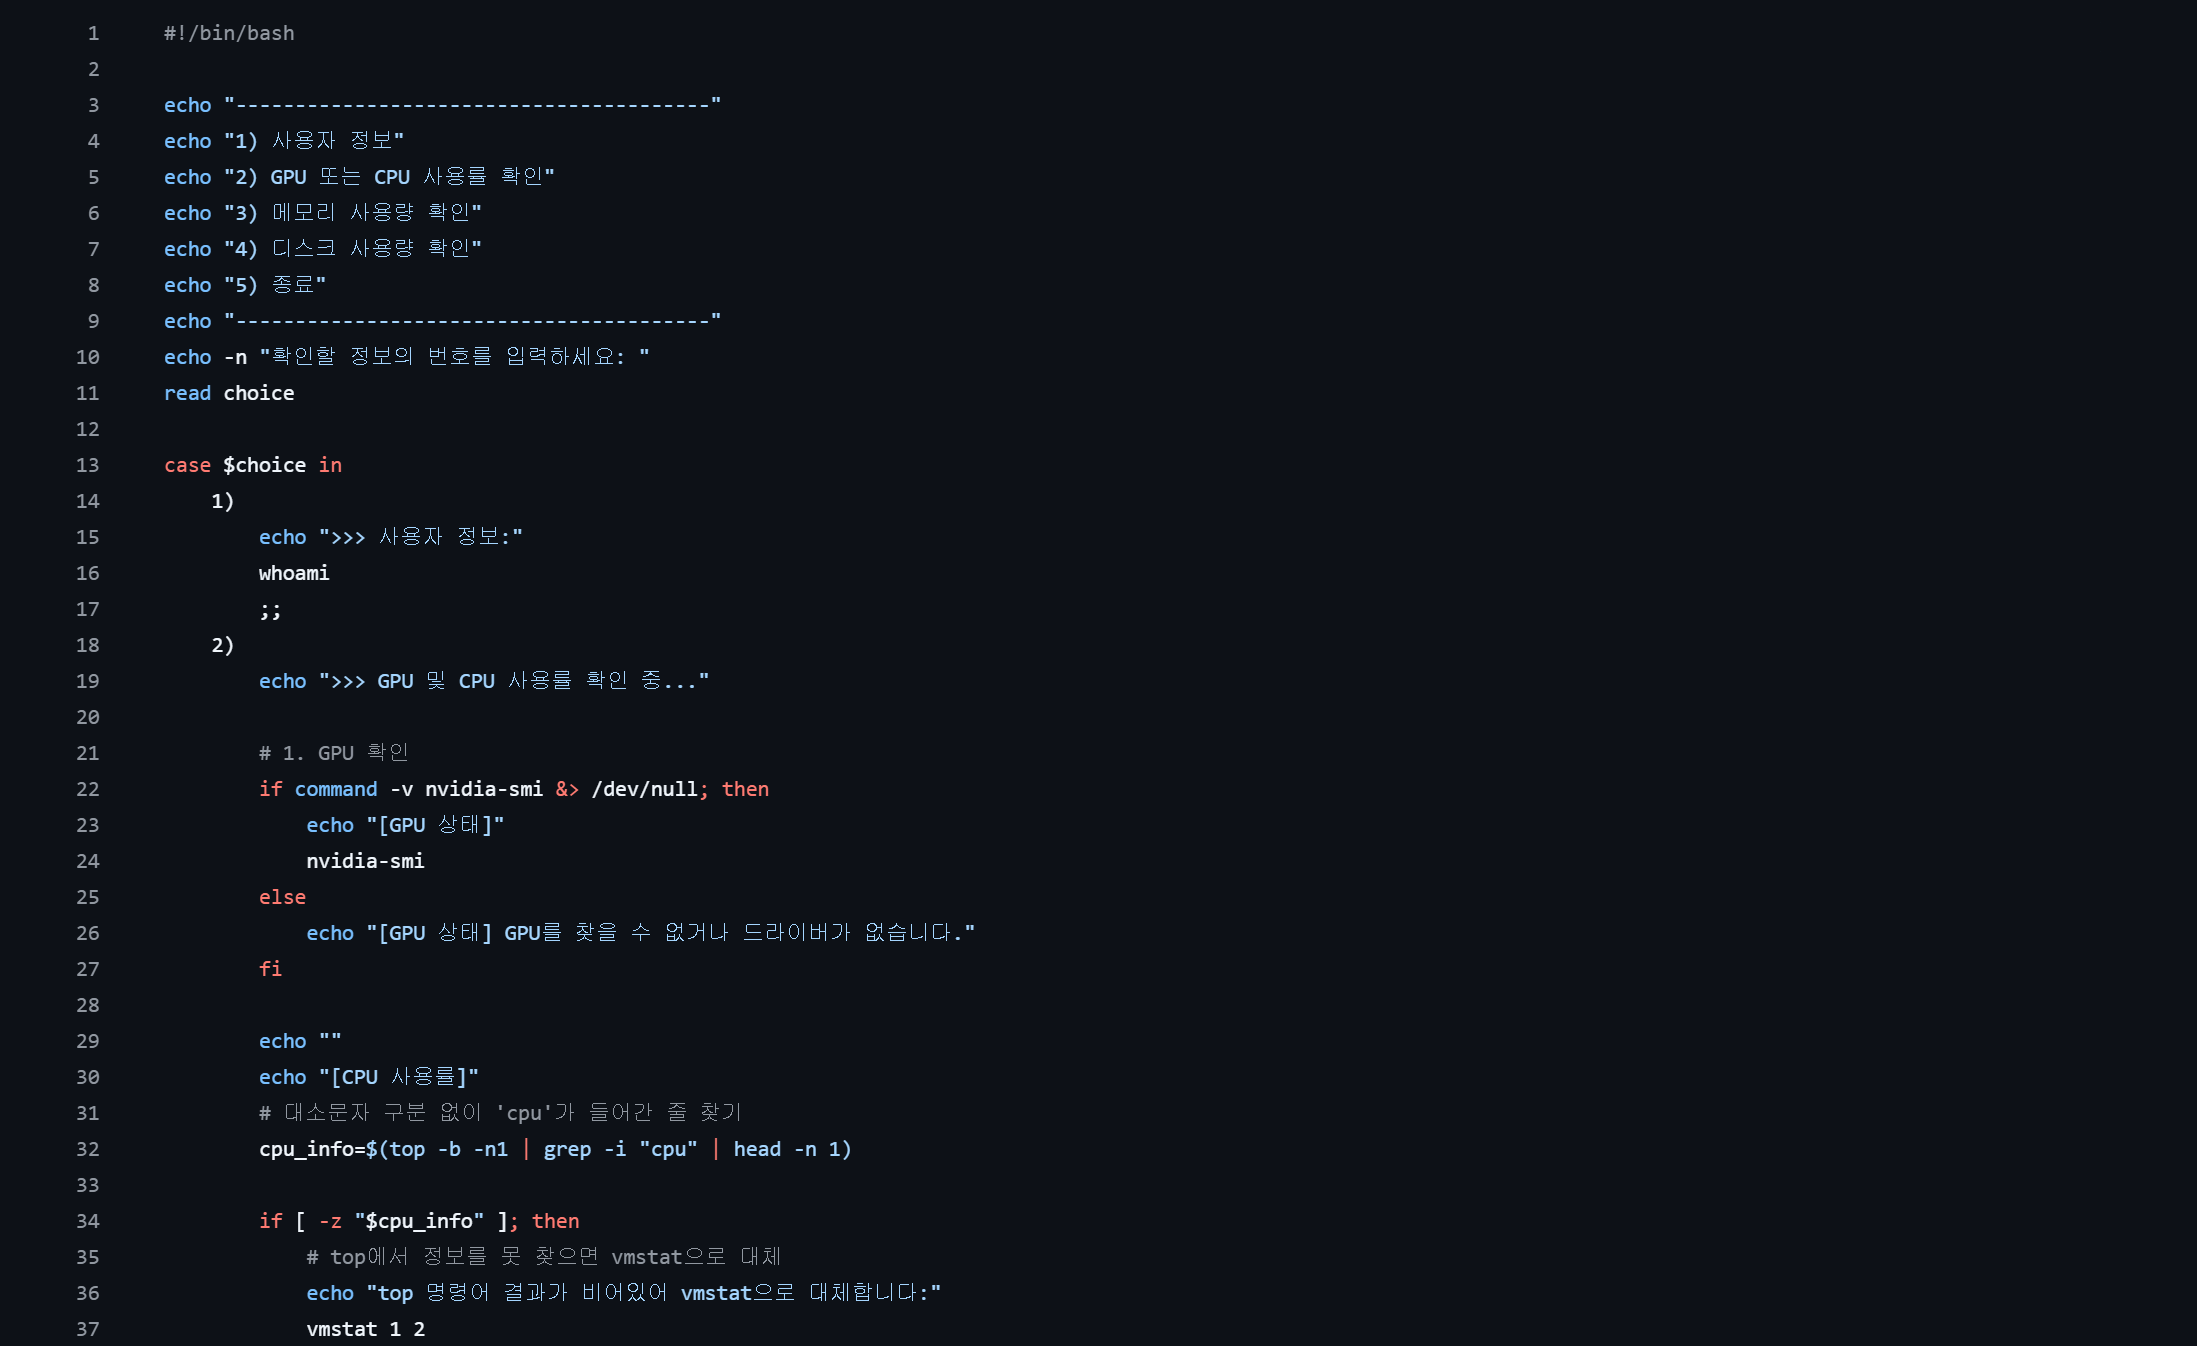 1 #!/bin/bash
2
3 echo "----------------------------------------"
4 echo "1) 사용자 정보"
5 echo "2) GPU 또는 CPU 사용률 확인"
6 echo "3) 메모리 사용량 확인"
7 echo "4) 디스크 사용량 확인"
8 echo "5) 종료"
9 echo "----------------------------------------"
10 echo -n "확인할 정보의 번호를 입력하세요: "
11 read choice
12
13 case $choice in
14     1)
15         echo ">>> 사용자 정보:"
16         whoami
17         ;;
18     2)
19         echo ">>> GPU 및 CPU 사용률 확인 중..."
20
21         # 1. GPU 확인
22         if command -v nvidia-smi &> /dev/null; then
23             echo "[GPU 상태]"
24             nvidia-smi
25         else
26             echo "[GPU 상태] GPU를 찾을 수 없거나 드라이버가 없습니다."
27         fi
28
29         echo ""
30         echo "[CPU 사용률]"
31         # 대소문자 구분 없이 'cpu'가 들어간 줄 찾기
32         cpu_info=$(top -b -n1 | grep -i "cpu" | head -n 1)
33
34         if [ -z "$cpu_info" ]; then
35             # top에서 정보를 못 찾으면 vmstat으로 대체
36             echo "top 명령어 결과가 비어있어 vmstat으로 대체합니다:"
37             vmstat 1 2